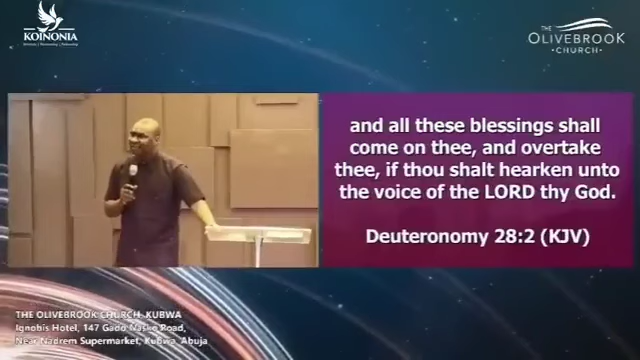 KOINONIA
THE
OLIVEBROOK
CHURCH
and all these blessings shall
come on thee, and overtake
thee, if thou shalt hearken unto
the voice of the LORD thy God.
Deuteronomy 28:2 (KJV)
THE OLIVEBROOK CHURCH, KUBWA
Ignobis Hotel, 147 Gado Nasko Road,
Near Nadrem Supermarket, Kubwa, Abuja